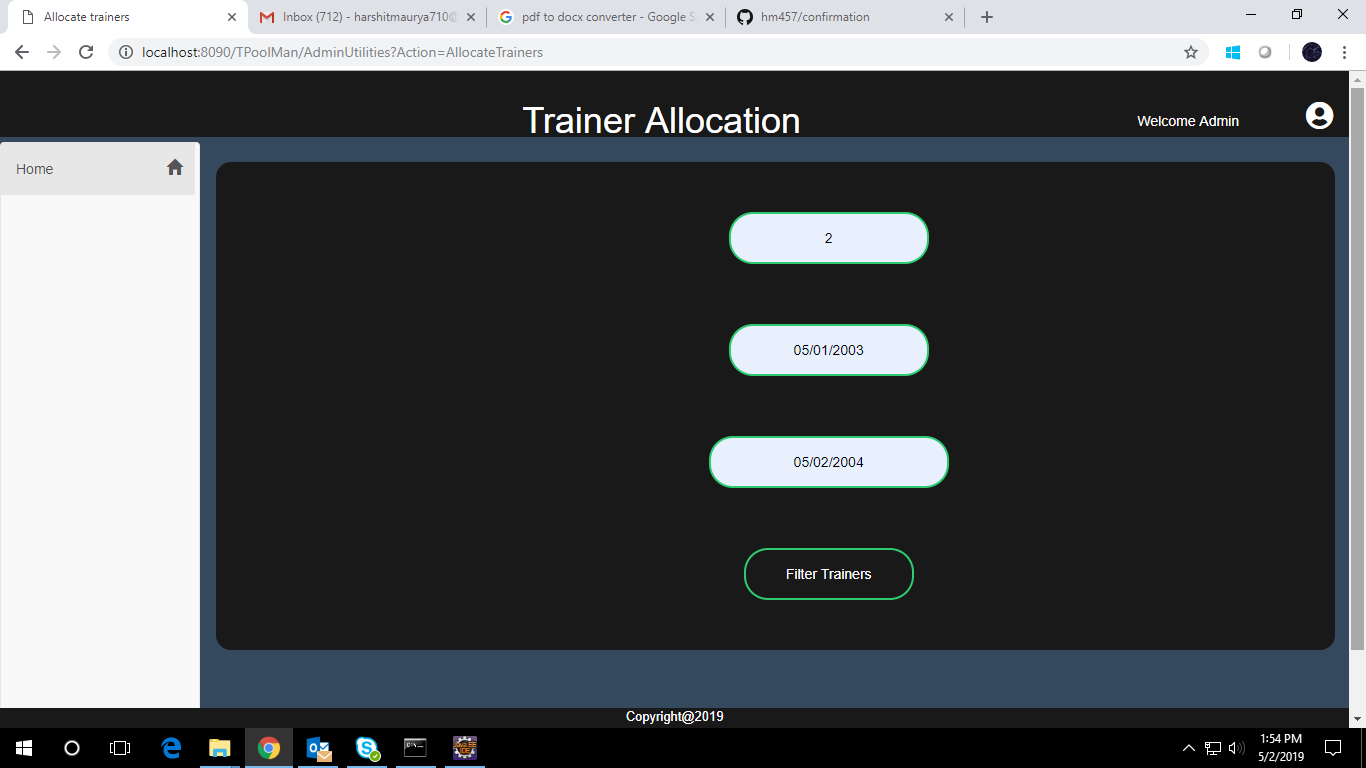 Allocate trainers
Inbox (712) - harshitmaurya710@
pdf to docx converter - Google S
hm457/confirmation
localhost:8090/TPoolMan/AdminUtilities?Action=AllocateTrainers
Trainer Allocation
Welcome Admin
Home
2
05/01/2003
05/02/2004
Filter Trainers
Copyright@2019
1:54 PM
5/2/2019